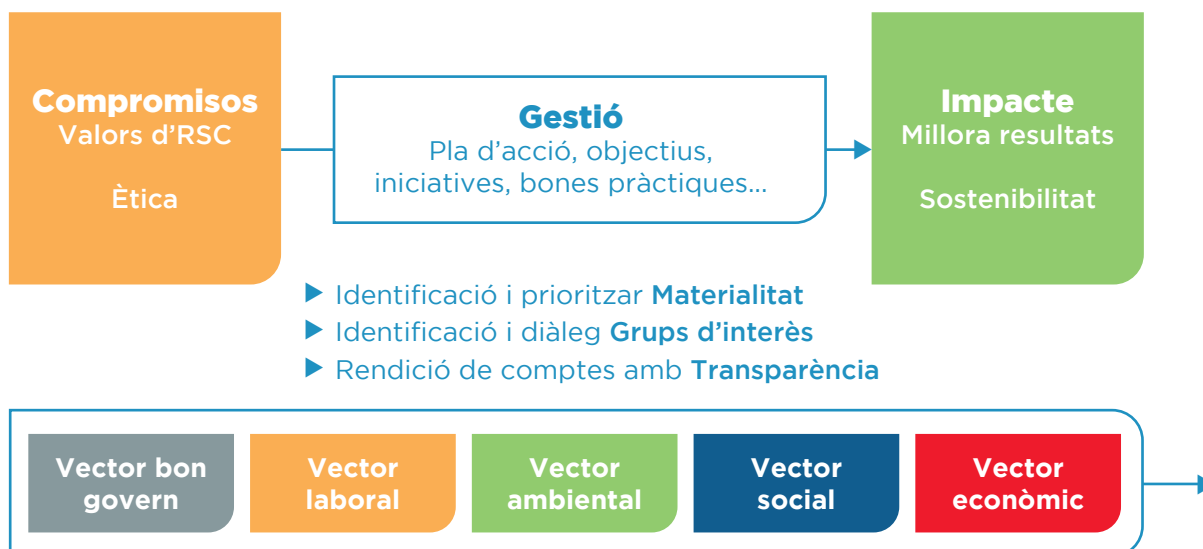 Compromisos
Valors d’RSC
Ètica
Gestió
Pla d’acció, objectius,
iniciatives, bones pràctiques...
Impacte
Millora resultats
Sostenibilitat
Identificació i prioritzar Materialitat
Identificació i diàleg Grups d’interès
Rendició de comptes amb Transparència
Vector bon
govern
Vector
laboral
Vector
ambiental
Vector
social
Vector
econòmic